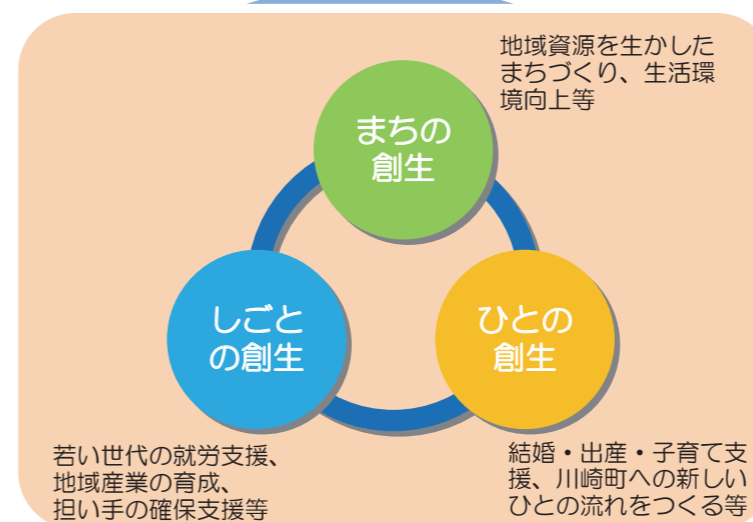 地域資源を生かした
まちづくり、生活環
境向上等
まちの
創生
しごと
の創生
ひとの
創生
若い世代の就労支援、
地域産業の育成、
担い手の確保支援等
結婚・出産・子育て支
援、川崎町への新しい
ひとの流れをつくる等